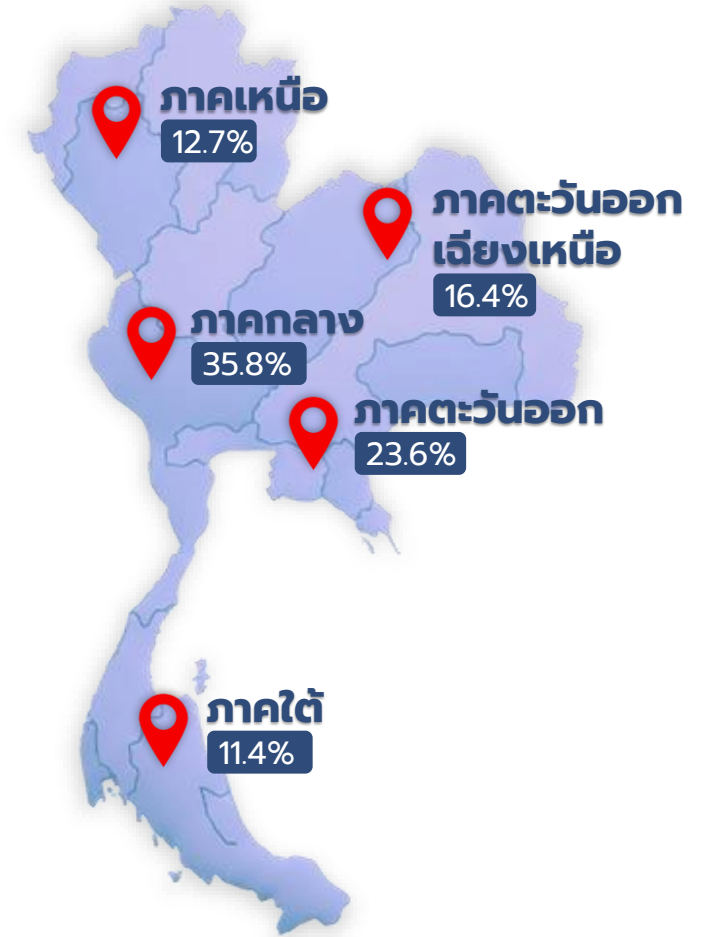 ภาคเหนือ
12.7%
ภาคตะวันออก
เฉียงเหนือ
16.4%
ภาคกลาง
35.8%
ภาคตะวันออก
23.6%
ภาคใต้
11.4%